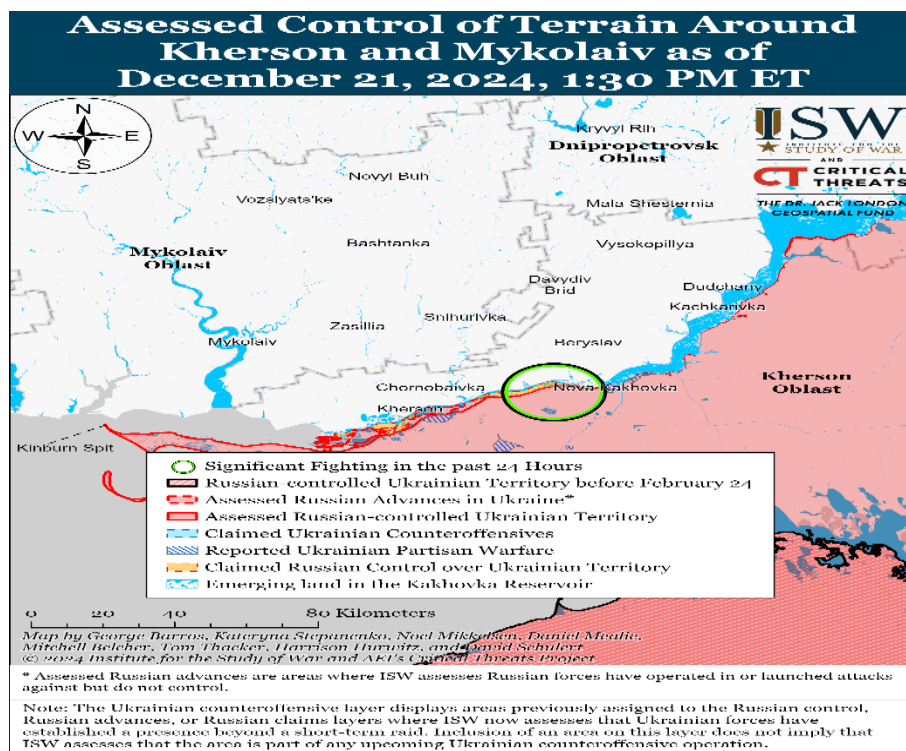 Assessed Control of Terrain Around
Kherson and Mykolaiv as of
December 21, 2024, 1:30 PM ET
N
W E
S
ISW
INSTITUTE FOR THE
STUDY OF WAR
AND
CT CRITICAL
THREATS
THE DR. JACK LONDON
GEOSPATIAL FUND
Kryvyi Rih
Dnipropetrovsk
Oblast
Novyi Buh
Vozsiyats'ke
Mala Shesternia
Bashtanka
Vysokopillya
Mykolaiv
Oblast
Davydiv
Brid
Dudchany
Kachkarivka
Snihurivka
Zasillia
Mykolaiv
Beryslav
Kherson
Oblast
Chornobaivka
Nova Kakhovka
Kherson
Kinburn Spit
Significant Fighting in the past 24 Hours
Russian-controlled Ukrainian Territory before February 24
Assessed Russian Advances in Ukraine*
Assessed Russian-controlled Ukrainian Territory
Claimed Ukrainian Counteroffensives
Reported Ukrainian Partisan Warfare
Claimed Russian Control over Ukrainian Territory
Emerging land in the Kakhovka Reservoir
0 20 40 80 Kilometers
Map by George Barros, Kateryna Stepanenko, Noel Mikkelsen, Daniel Mealie,
Mitchell Belcher, Tom Thacker, Harrison Hurwitz, and David Schulert
© 2024 Institute for the Study of War and AEI's Critical Threats Project
* Assessed Russian advances are areas where ISW assesses Russian forces have operated in or launched attacks
against but do not control.
Note: The Ukrainian counteroffensive layer displays areas previously assigned to the Russian control,
Russian advances, or Russian claims layers where ISW now assesses that Ukrainian forces have
established a presence beyond a short-term raid. Inclusion of an area on this layer does not imply that
ISW assesses that the area is part of any upcoming Ukrainian counteroffensive operation.